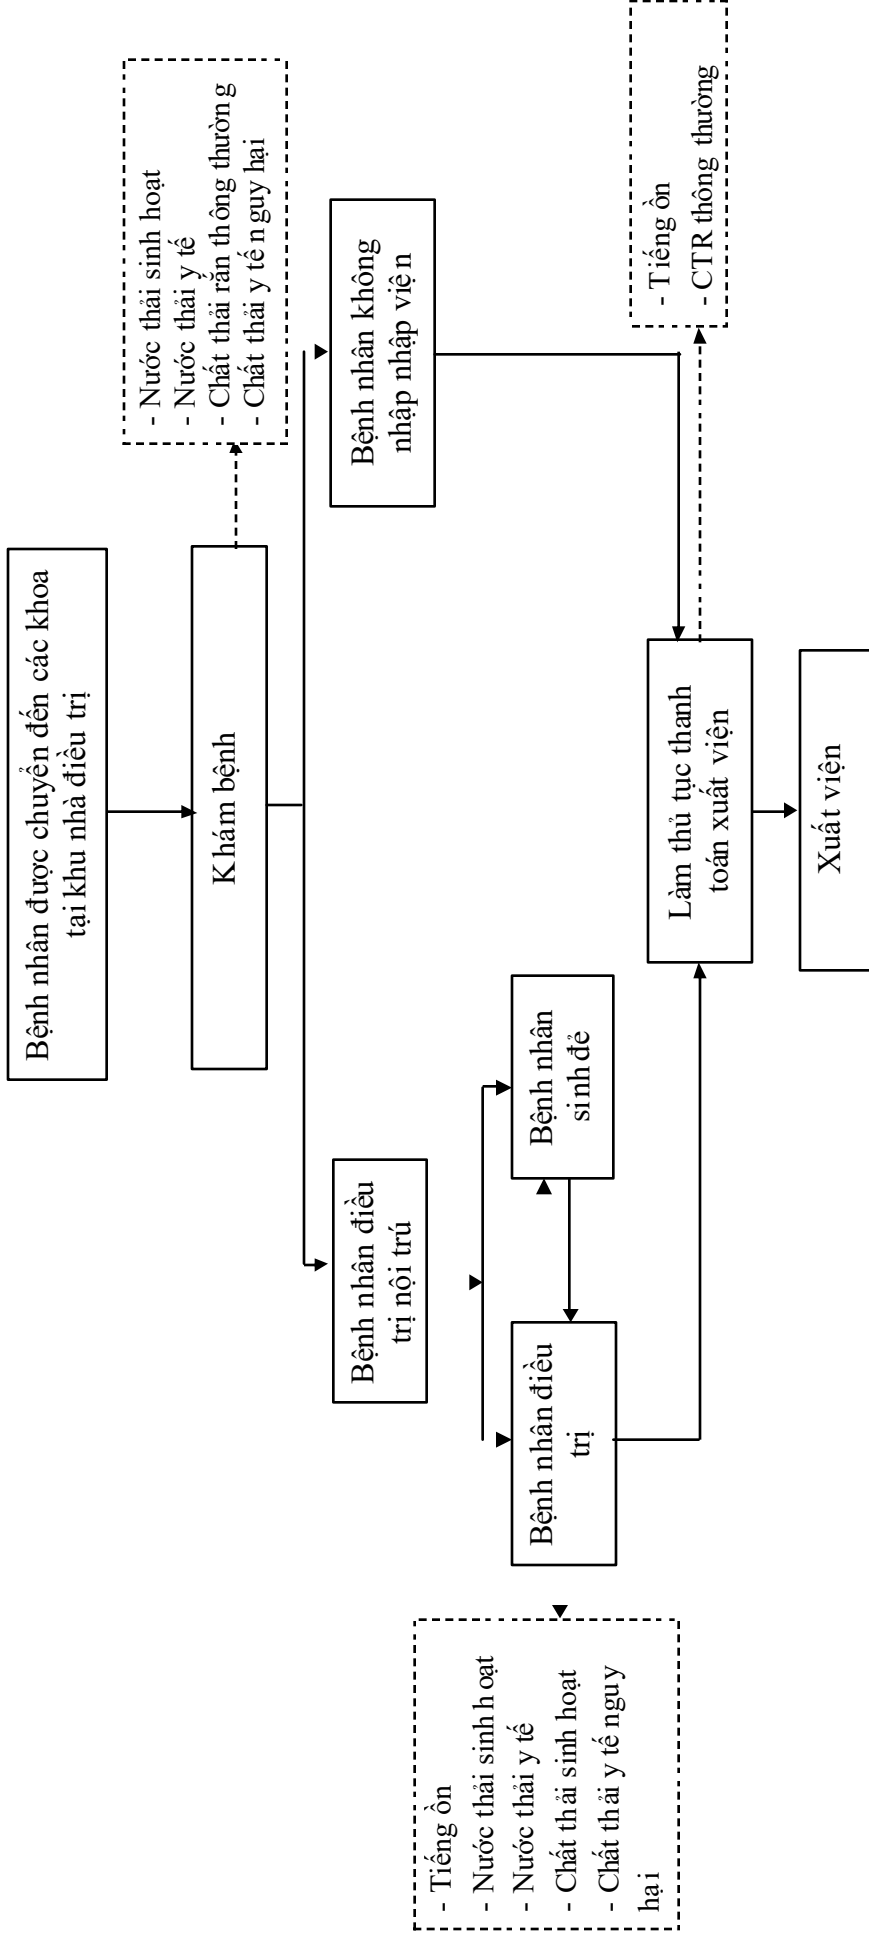 Bệnh nhân được chuyển đến các khoa
tại khu nhà điều trị
Khám bệnh
- Nước thải sinh hoạt
- Nước thải y tế
- Chất thải rắn thông thường
- Chất thải y tế nguy hại
Bệnh nhân điều
trị nội trú
Bệnh nhân không
nhập nhập viện
- Tiếng ồn
- Nước thải sinh hoạt
- Nước thải y tế
- Chất thải sinh hoạt
- Chất thải y tế nguy
hại
Bệnh nhân điều
trị
Bệnh nhân
sinh đẻ
Làm thủ tục thanh
toán xuất viện
- Tiếng ồn
- CTR thông thường
Xuất viện